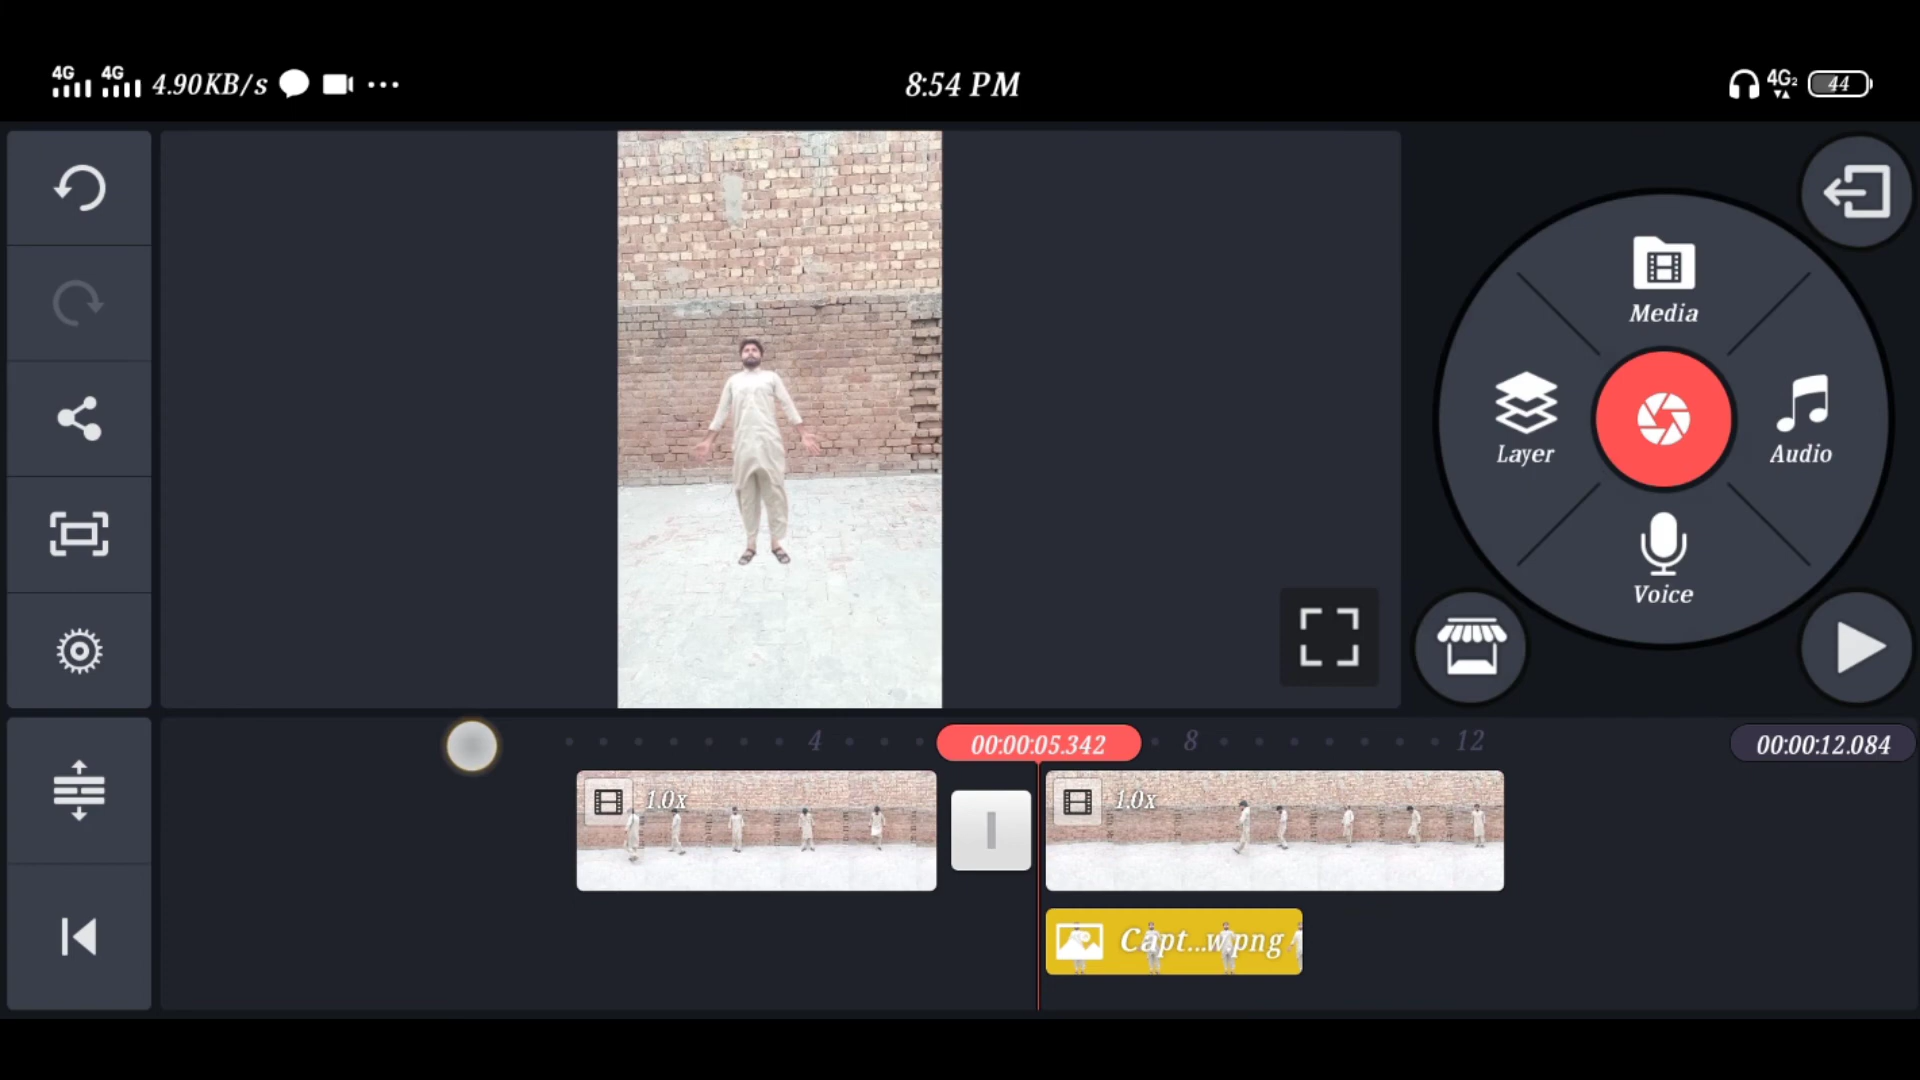 4G 4G 4.90KB/s 8:54 PM 4G2 44
Media
Layer
Audio
Voice
4 00:00:05.342 8 12 00:00:12.084
1.0x 1.0x
Capt...w.png